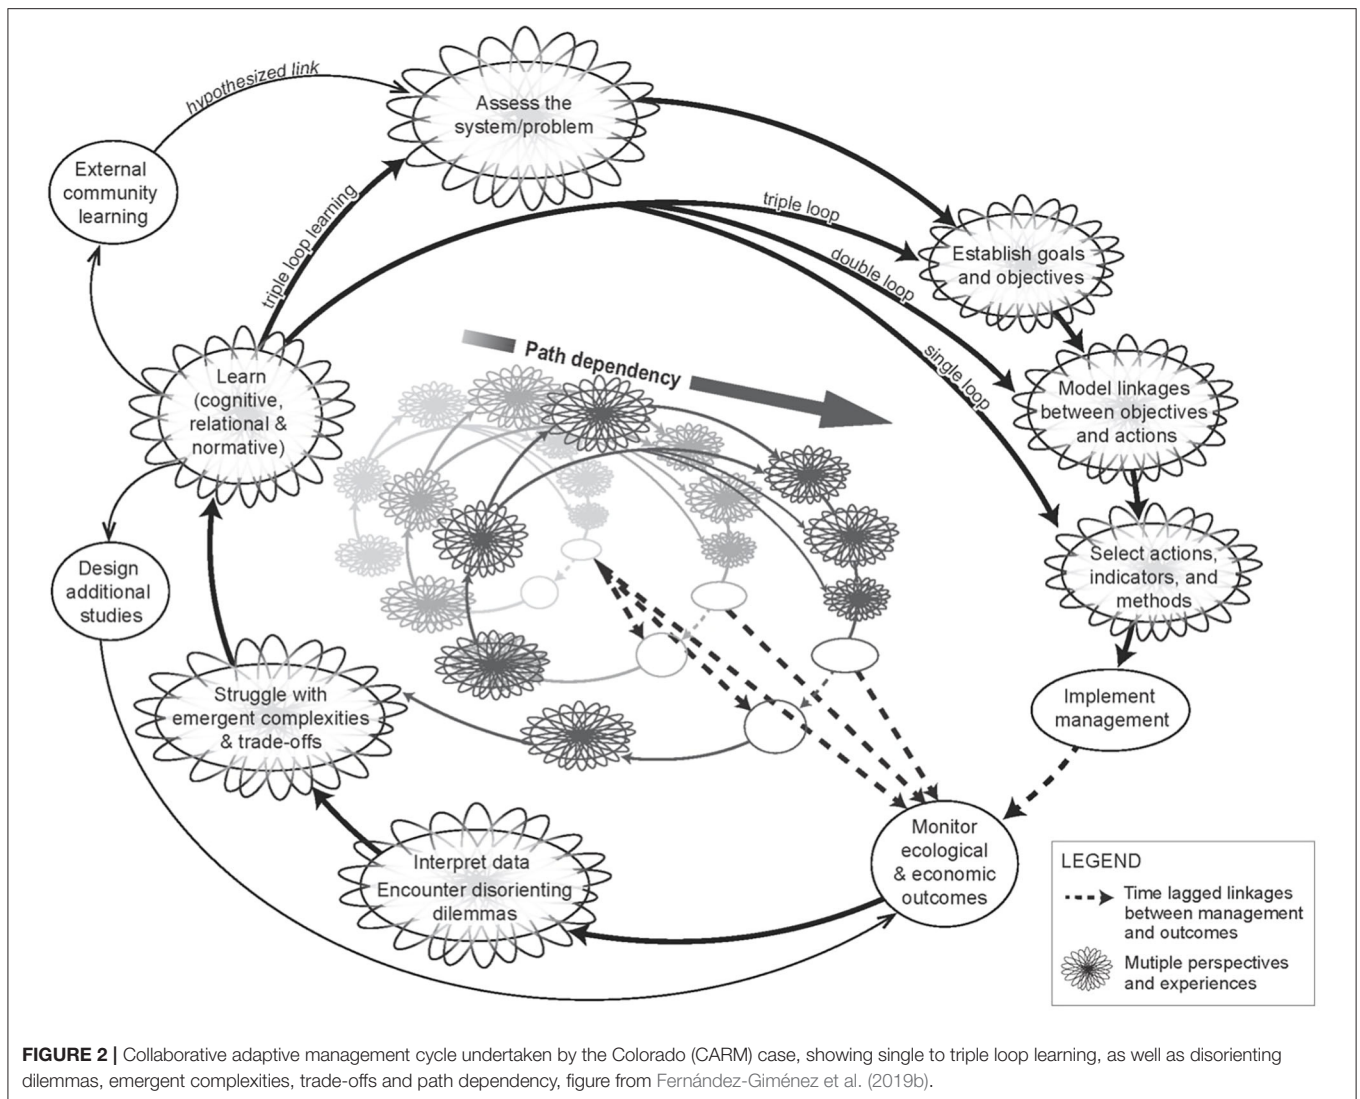 hypothesized link
Assess the
system/problem
External
community
learning
triple loop learning
triple loop
double loop
single loop
Establish goals
and objectives
Path dependency
Learn
(cognitive,
relational &
normative)
Model linkages
between objectives
and actions
Select actions,
indicators, and
methods
Design
additional
studies
Struggle with
emergent complexities
& trade-offs
Implement
management
Monitor
ecological
& economic
outcomes
Interpret data
Encounter disorienting
dilemmas
LEGEND
Time lagged linkages
between management
and outcomes
Mutiple perspectives
and experiences
FIGURE 2 | Collaborative adaptive management cycle undertaken by the Colorado (CARM) case, showing single to triple loop learning, as well as disorienting
dilemmas, emergent complexities, trade-offs and path dependency, figure from Fernández-Giménez et al. (2019b).